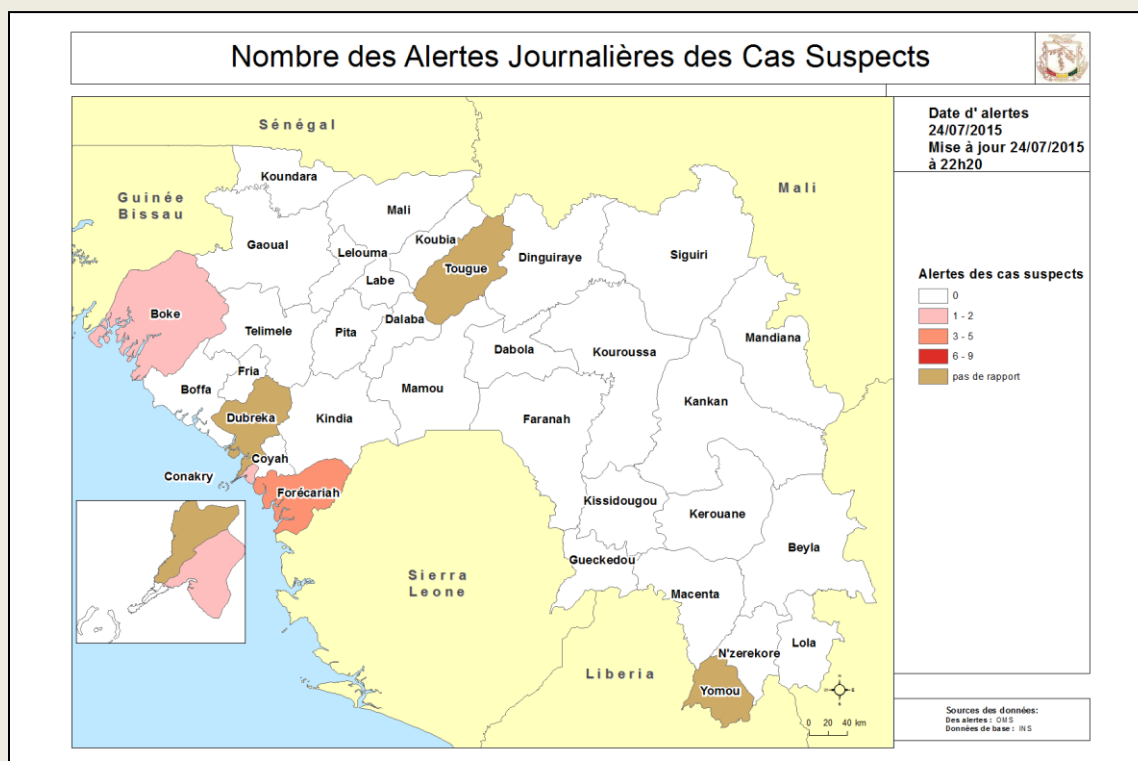 Nombre des Alertes Journalières des Cas Suspects
Date d' alertes
24/07/2015
Mise à jour 24/07/2015
à 22h20
Sénégal
Guinée
Bissau
Mali
Koundara
Mali
Gaoual
Koubia
Lelouma
Tougue
Dinguiraye
Siguiri
Labe
Boke
Telimele
Pita
Dalaba
Dabola
Kouroussa
Mandiana
Fria
Boffa
Mamou
Kankan
Dubreka
Kindia
Faranah
Coyah
Conakry
Forécariah
Kissidougou
Kerouane
Beyla
Gueckedou
Sierra
Leone
Macenta
Lola
N'zerekore
Liberia
Yomou
0 20 40 km
Alertes des cas suspects
0
1 - 2
3 - 5
6 - 9
pas de rapport
Sources des données:
Des alertes : OMS
Données de base : INS